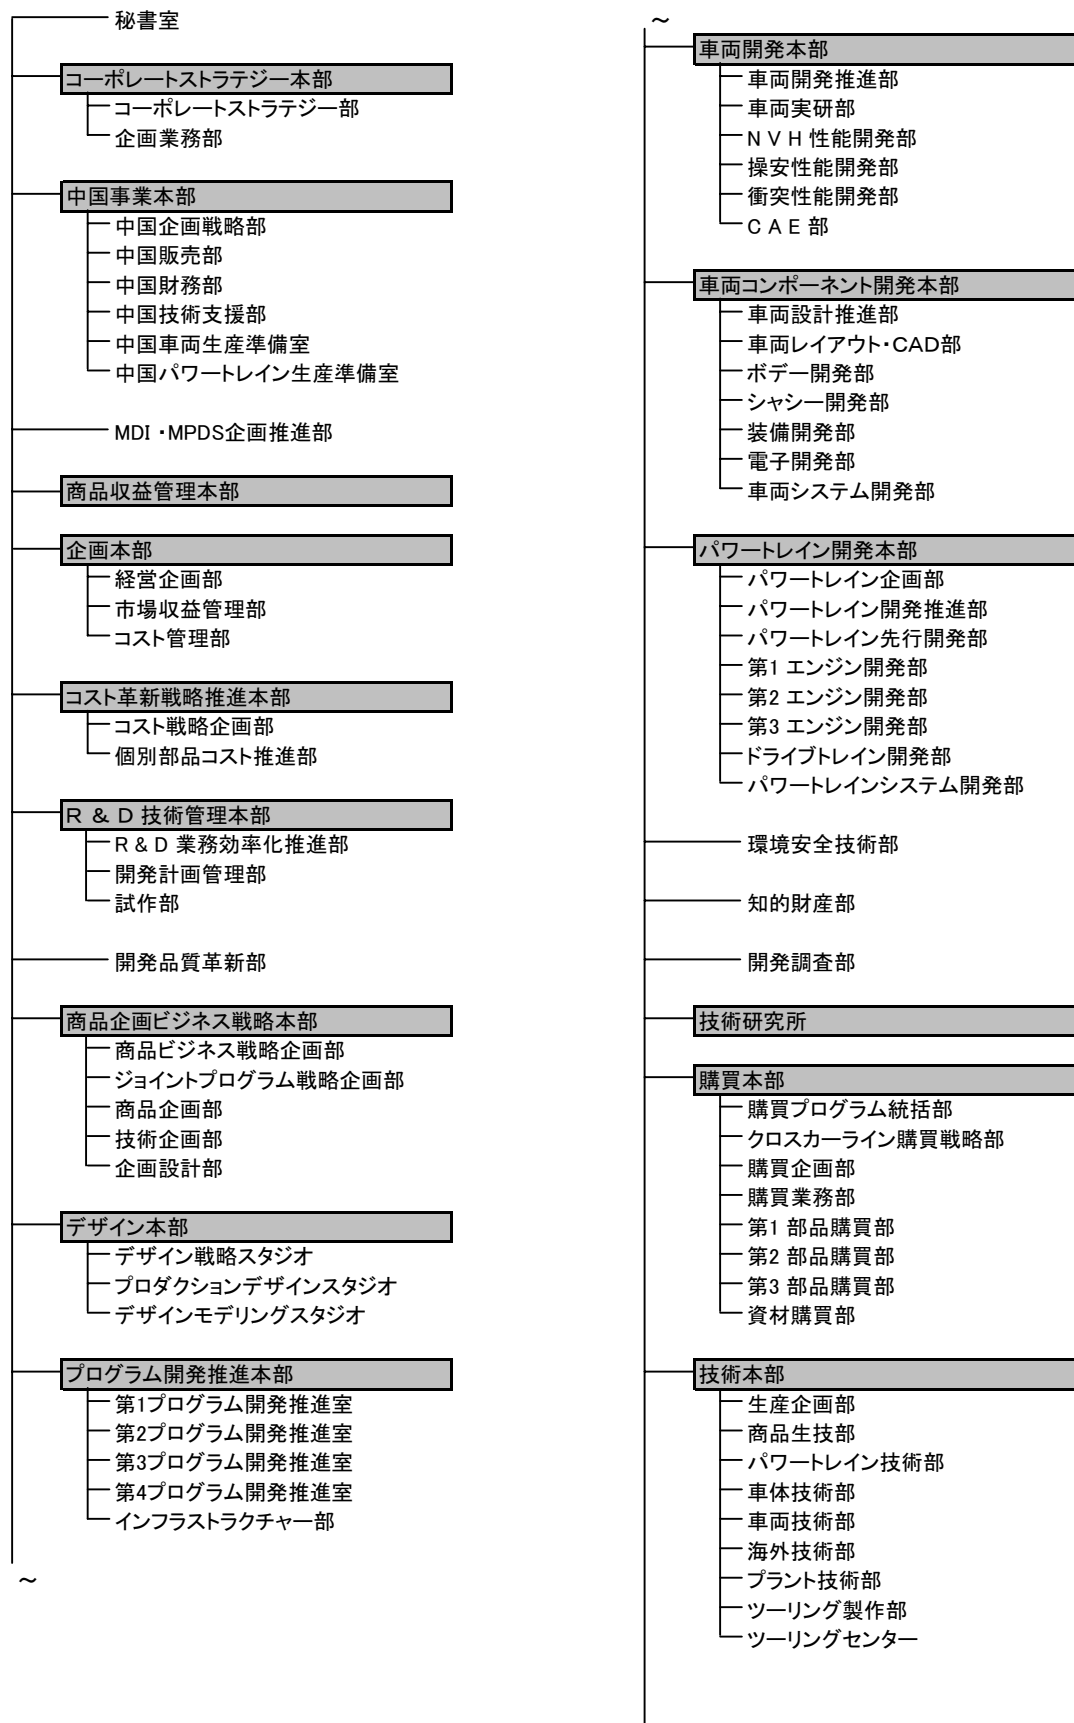 秘書室
コーポレートストラテジー本部
コーポレートストラテジー部
企画業務部
中国事業本部
中国企画戦略部
中国販売部
中国財務部
中国技術支援部
中国車両生産準備室
中国パワートレイン生産準備室
MDI・MPDS企画推進部
商品収益管理本部
企画本部
経営企画部
市場収益管理部
コスト管理部
コスト革新戦略推進本部
コスト戦略企画部
個別部品コスト推進部
R & D 技術管理本部
R & D 業務効率化推進部
開発計画管理部
試作部
開発品質革新部
商品企画ビジネス戦略本部
商品ビジネス戦略企画部
ジョイントプログラム戦略企画部
商品企画部
技術企画部
企画設計部
デザイン本部
デザイン戦略スタジオ
プロダクションデザインスタジオ
デザインモデリングスタジオ
プログラム開発推進本部
第1プログラム開発推進室
第2プログラム開発推進室
第3プログラム開発推進室
第4プログラム開発推進室
インフラストラクチャー部
～
～
車両開発本部
車両開発推進部
車両実研部
N V H 性能開発部
操安性能開発部
衝突性能開発部
C A E 部
車両コンポーネント開発本部
車両設計推進部
車両レイアウト・CAD部
ボデー開発部
シャシー開発部
装備開発部
電子開発部
車両システム開発部
パワートレイン開発本部
パワートレイン企画部
パワートレイン開発推進部
パワートレイン先行開発部
第1 エンジン開発部
第2 エンジン開発部
第3 エンジン開発部
ドライブトレイン開発部
パワートレインシステム開発部
環境安全技術部
知的財産部
開発調査部
技術研究所
購買本部
購買プログラム統括部
クロスカーライン購買戦略部
購買企画部
購買業務部
第1 部品購買部
第2 部品購買部
第3 部品購買部
資材購買部
技術本部
生産企画部
商品生技部
パワートレイン技術部
車体技術部
車両技術部
海外技術部
プラント技術部
ツーリング製作部
ツーリングセンター